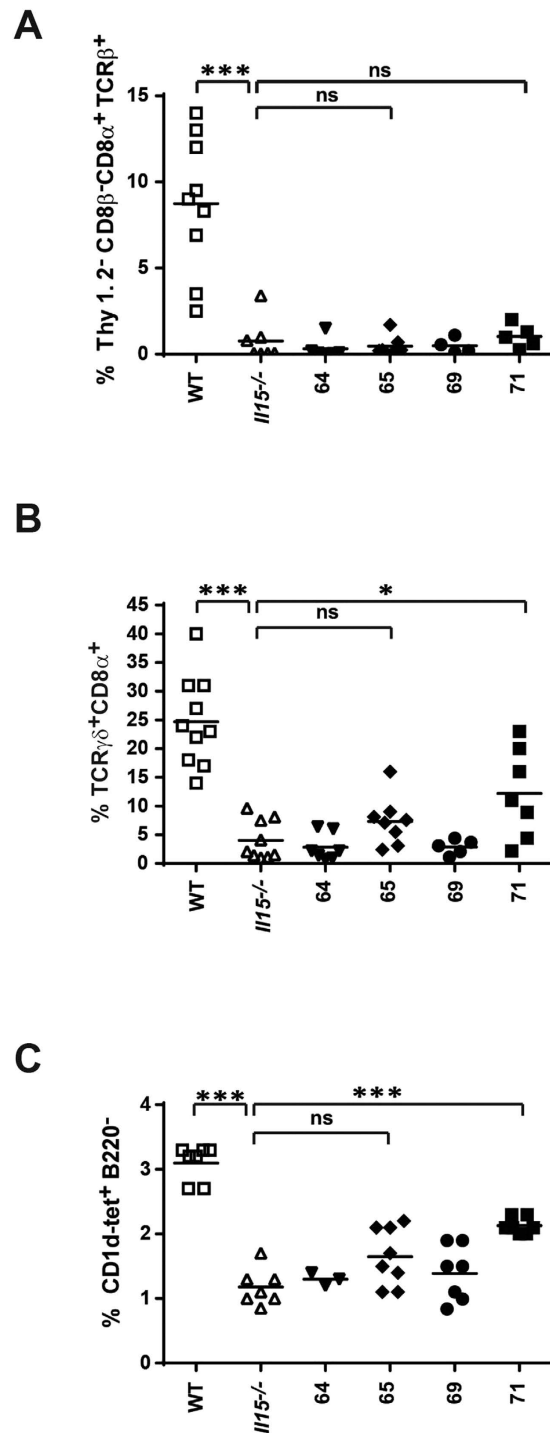 A
% Thy 1. 2- CD8β-CD8α+ TCRβ+
*** ns
ns
15
10
5
0
WT Il15-/- 64 65 69 71
B
% TCRγδ+CD8α+
*** *
ns
45
40
35
30
25
20
15
10
5
0
WT Il15-/- 64 65 69 71
C
% CD1d-tet+ B220-
*** ***
ns
4
3
2
1
0
WT Il15-/- 64 65 69 71